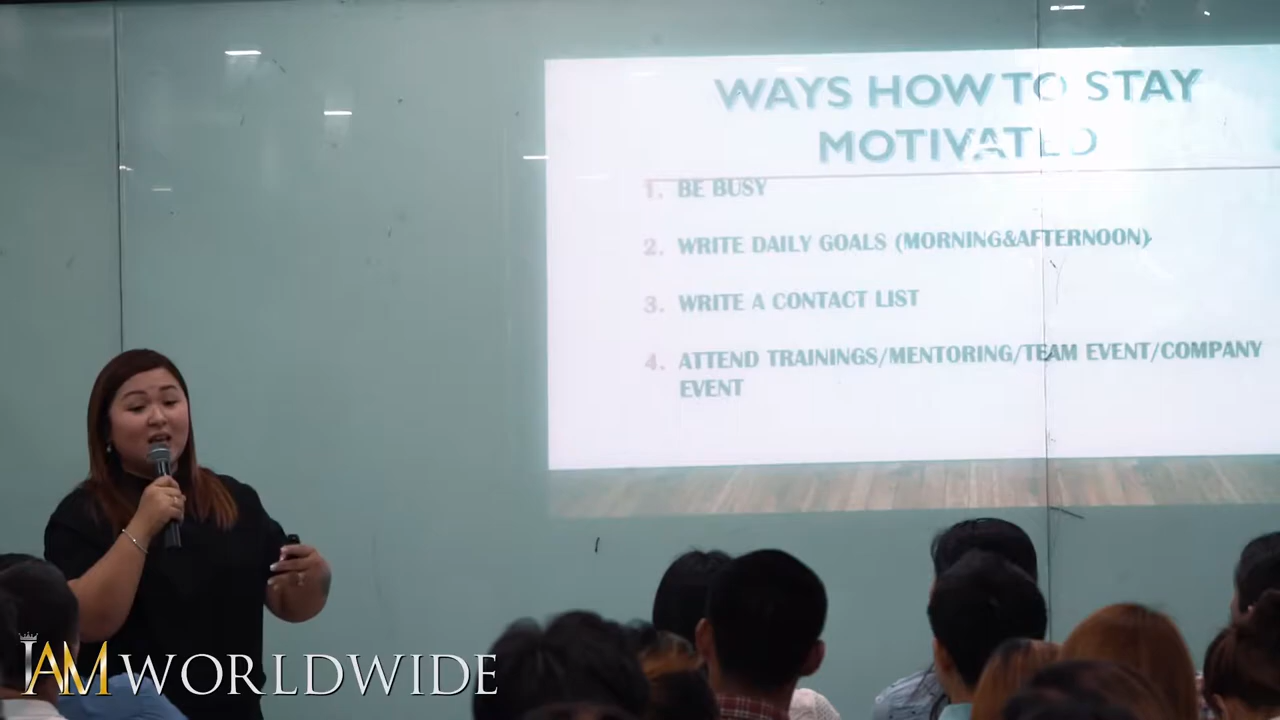 WAYS HOW TO STAY
MOTIVATED
1. BE BUSY
2. WRITE DAILY GOALS (MORNING&AFTERNOON)
3. WRITE A CONTACT LIST
4. ATTEND TRAININGS/MENTORING/TEAM EVENT/COMPANY
EVENT
IAM WORLDWIDE